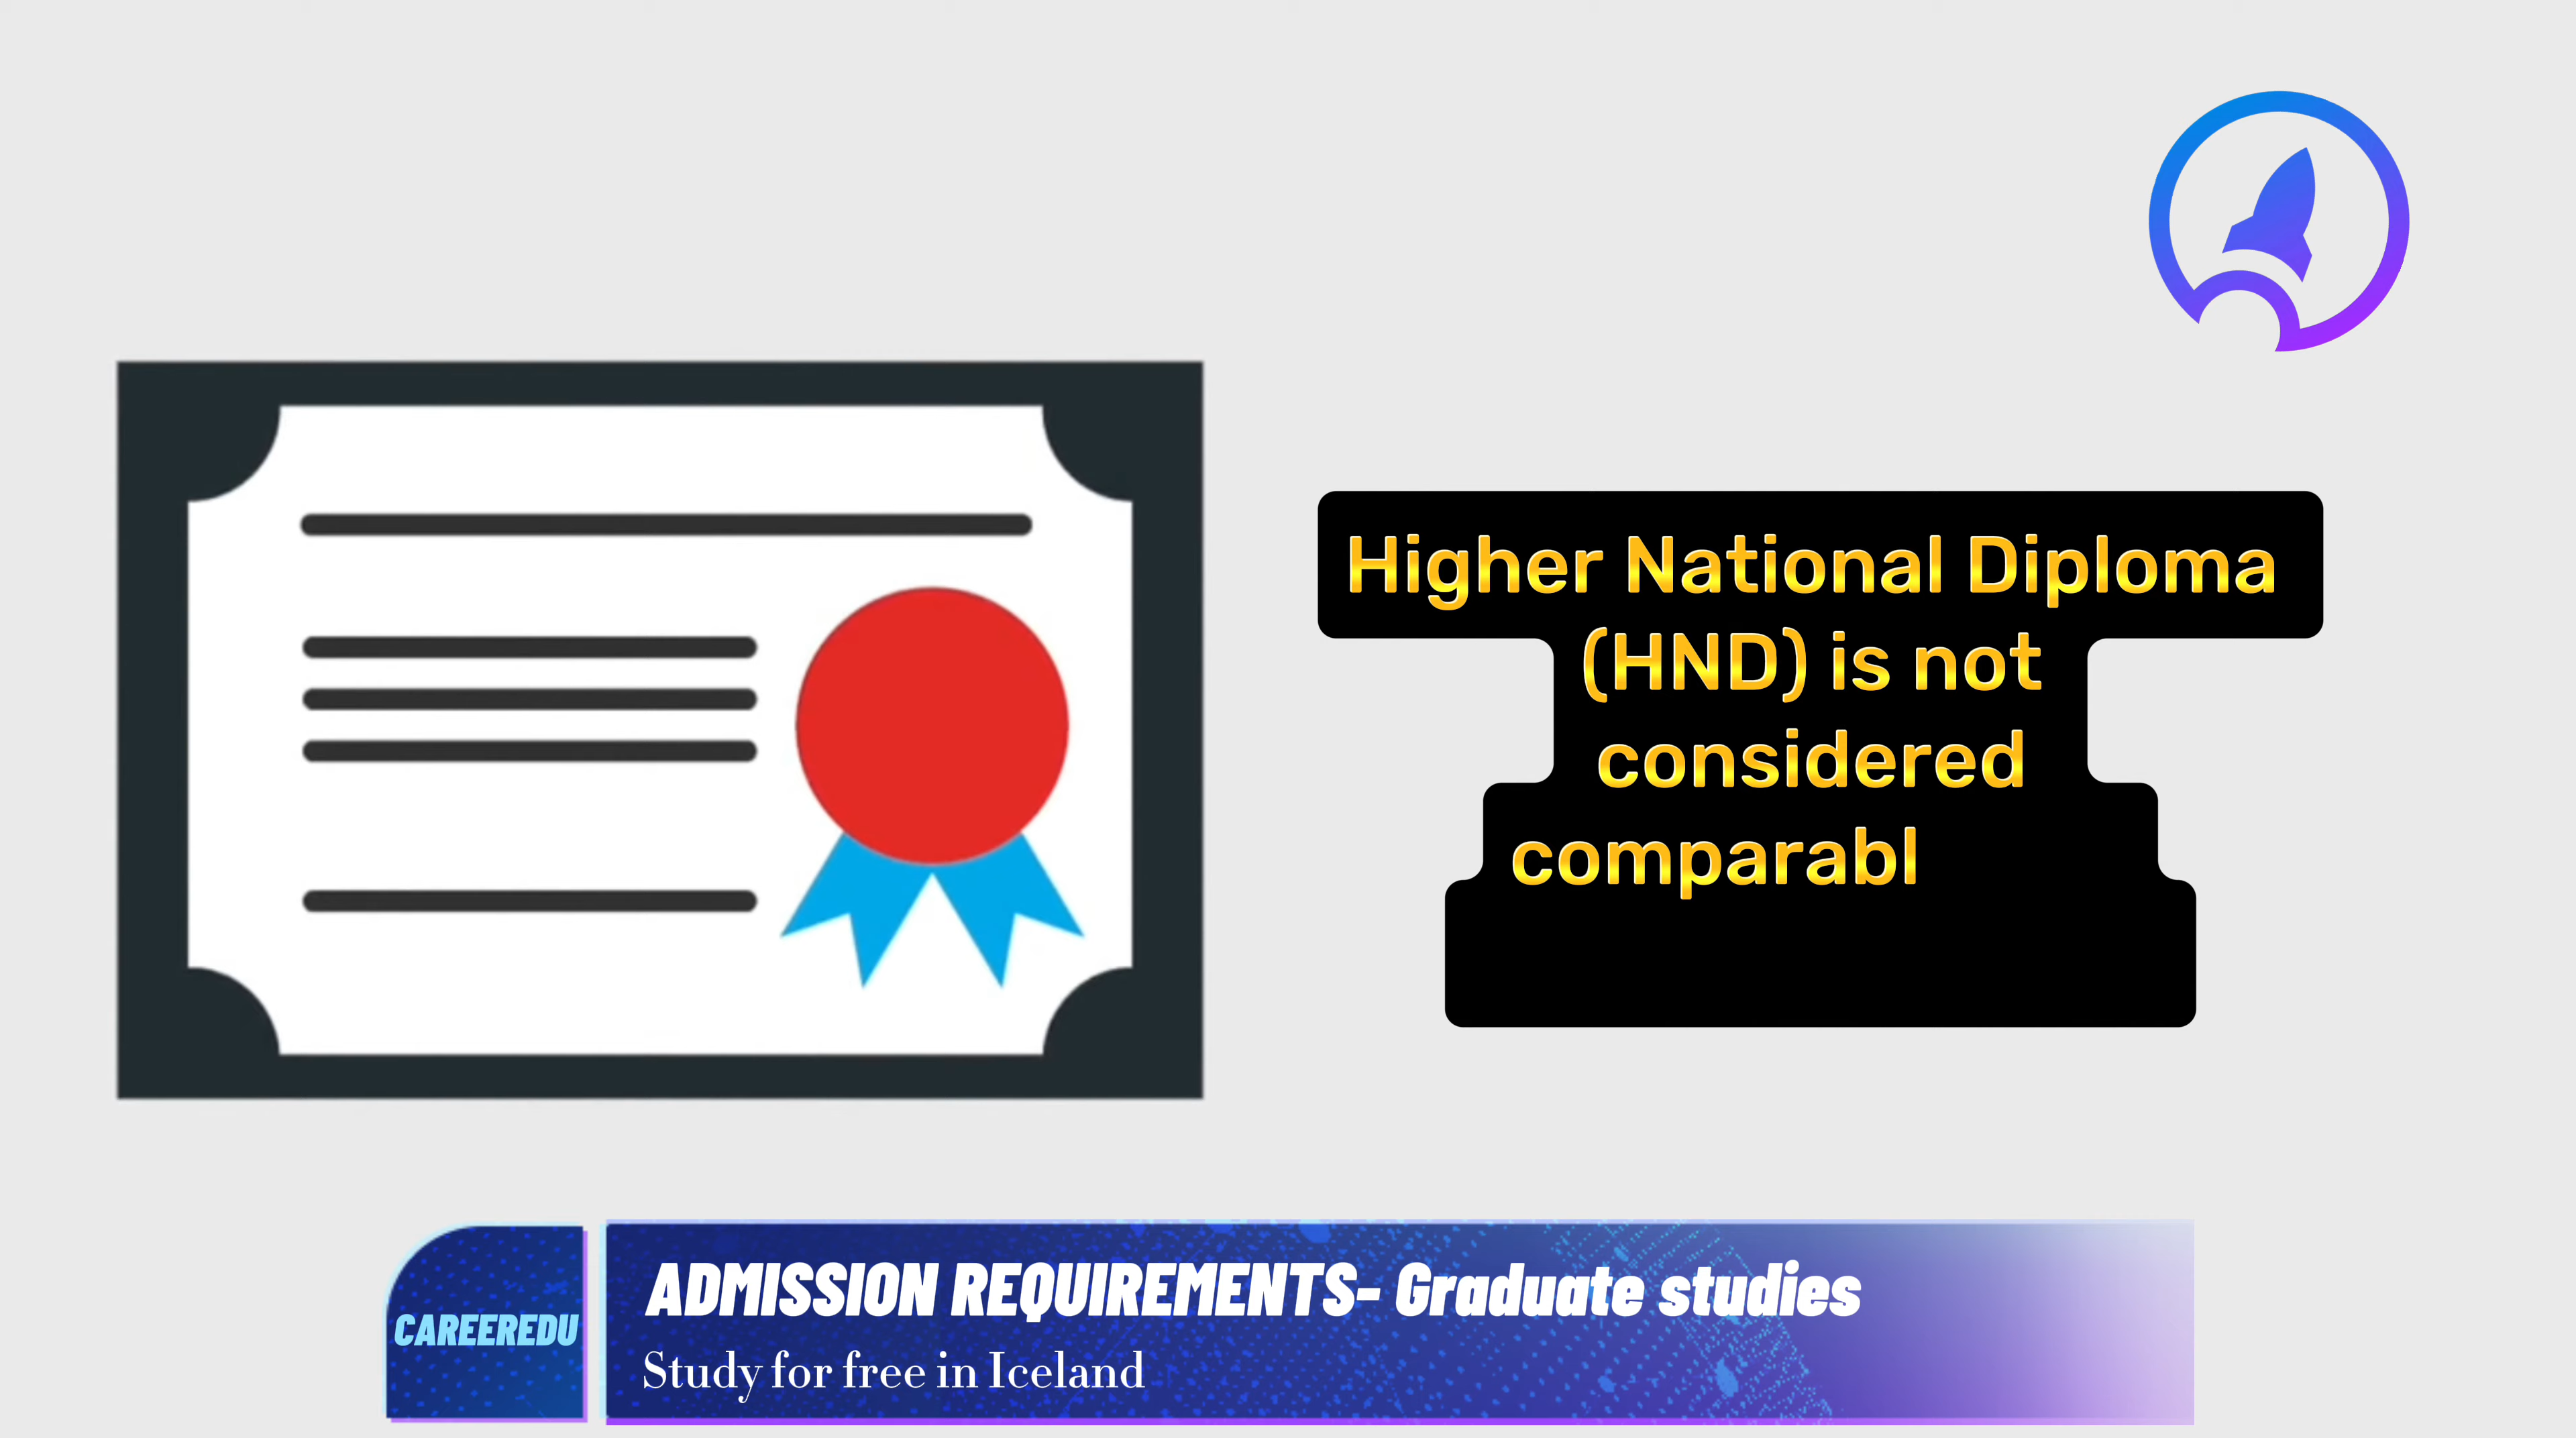 Higher National Diploma
(HND) is not
considered
comparabl
CAREEREDU
ADMISSION REQUIREMENTS- Graduate studies
Study for free in Iceland